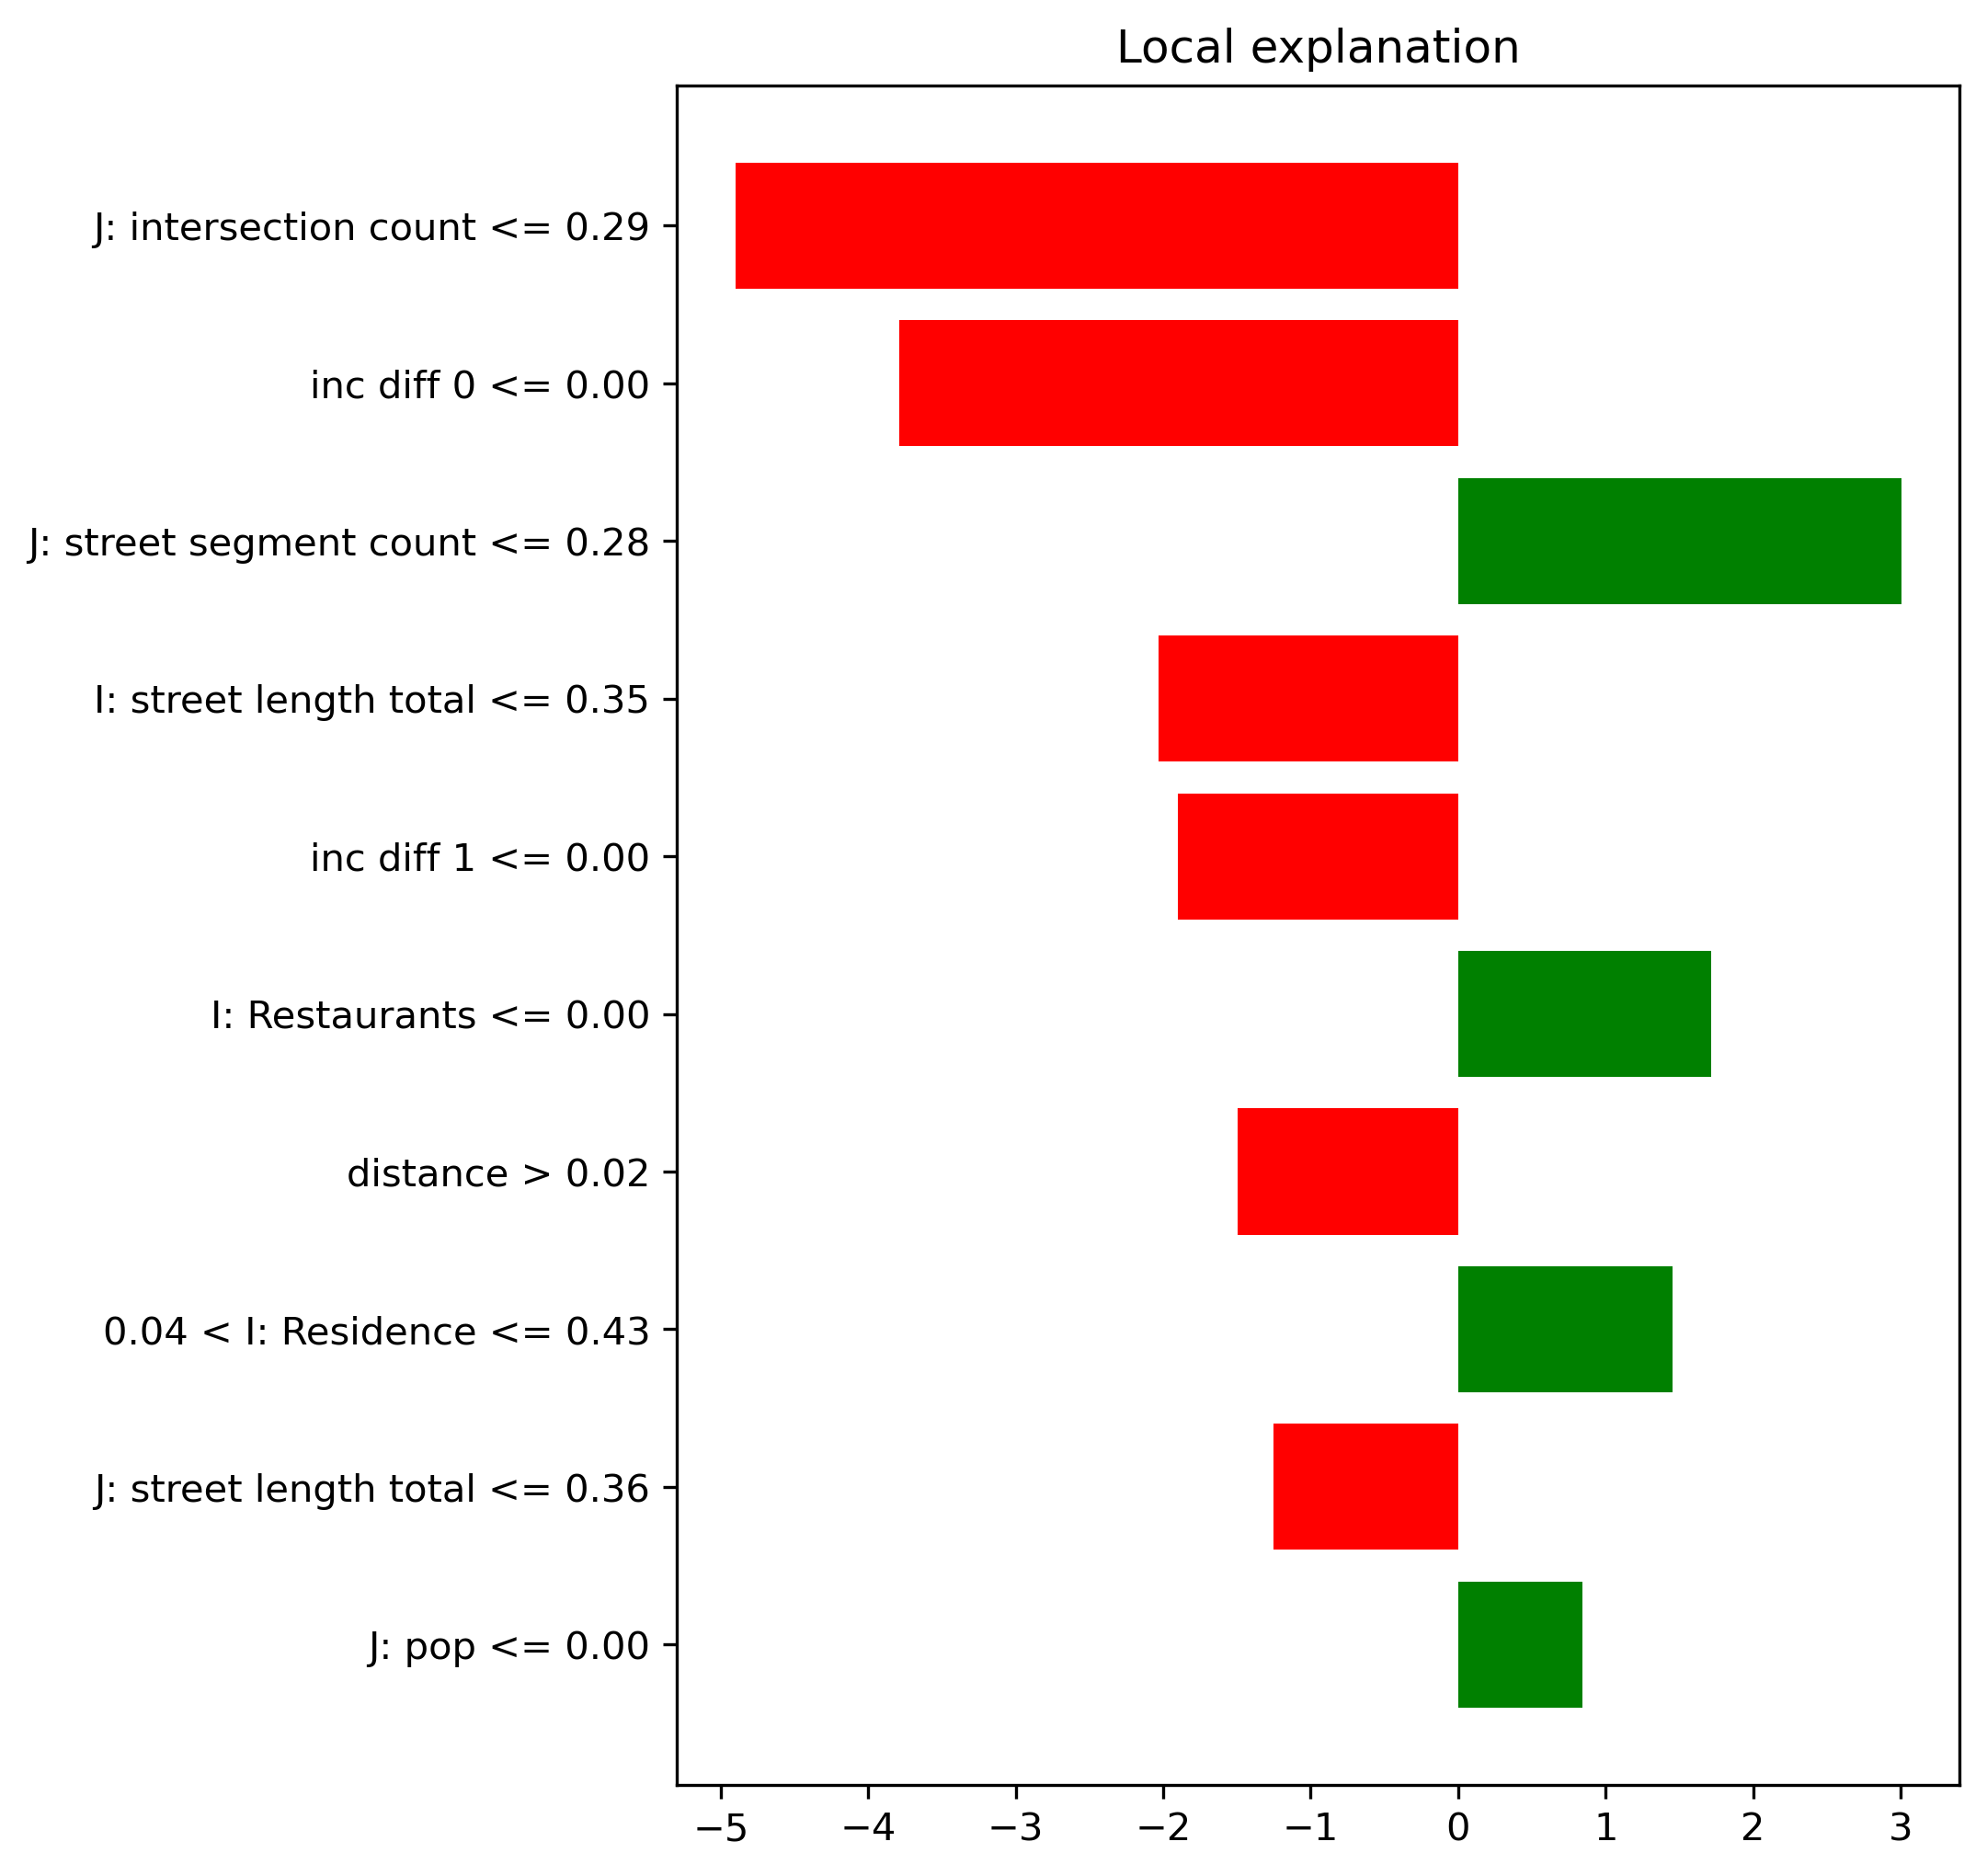 Local explanation
J: intersection count <= 0.29
inc diff 0 <= 0.00
J: street segment count <= 0.28
I: street length total <= 0.35
inc diff 1 <= 0.00
I: Restaurants <= 0.00
distance > 0.02
0.04 < I: Residence <= 0.43
J: street length total <= 0.36
J: pop <= 0.00
−5 −4 −3 −2 −1 0 1 2 3